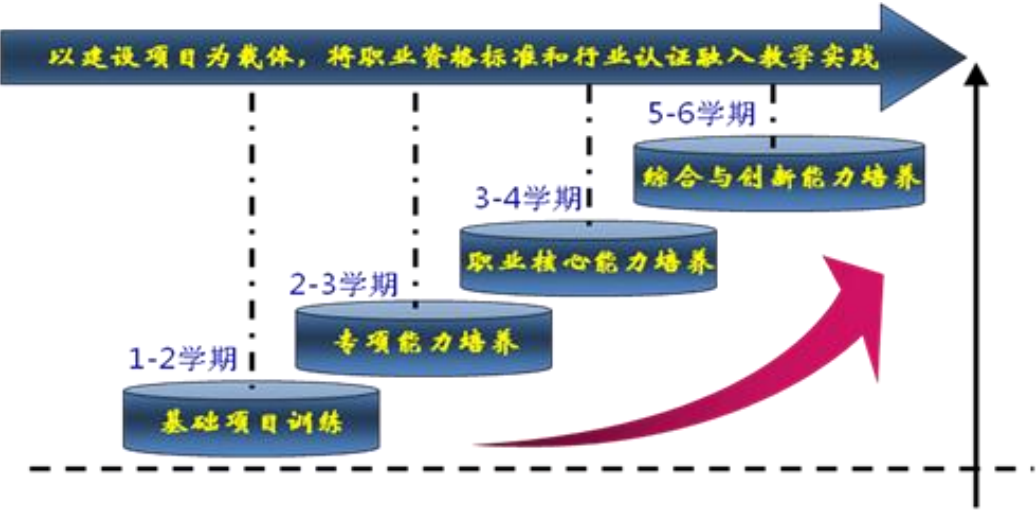 以建设项目为载体，将职业资格标准和行业认证融入教学实践
5-6学期
综合与创新能力培养
3-4学期
职业核心能力培养
2-3学期
专项能力培养
1-2学期
基础项目训练